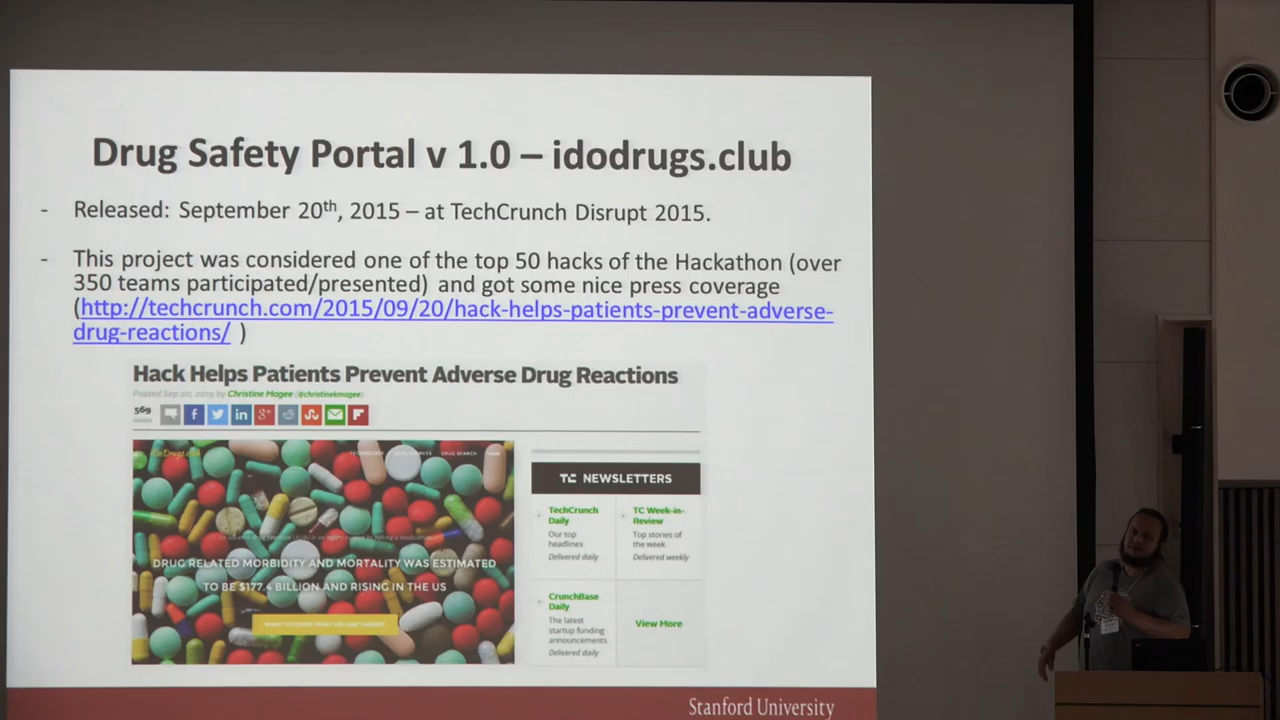 Drug Safety Portal v 1.0 – idodrugs.club
- Released: September 20th, 2015 – at TechCrunch Disrupt 2015.
- This project was considered one of the top 50 hacks of the Hackathon (over
350 teams participated/presented) and got some nice press coverage
(http://techcrunch.com/2015/09/20/hack-helps-patients-prevent-adverse-
drug-reactions/ )
Hack Helps Patients Prevent Adverse Drug Reactions
Posted Sep 20, 2015 by Christine Magee (@christinekmagee)
569
DRUG SEARCH
DRUG RELATED MORBIDITY AND MORTALITY WAS ESTIMATED
TO BE $177.4 BILLION AND RISING IN THE US
TC NEWSLETTERS
TechCrunch
Daily
Our top
headlines
Delivered daily
TC Week-in-
Review
Top stories of
the week
Delivered weekly
CrunchBase
Daily
The latest
startup funding
announcements
Delivered daily
View More
Stanford University